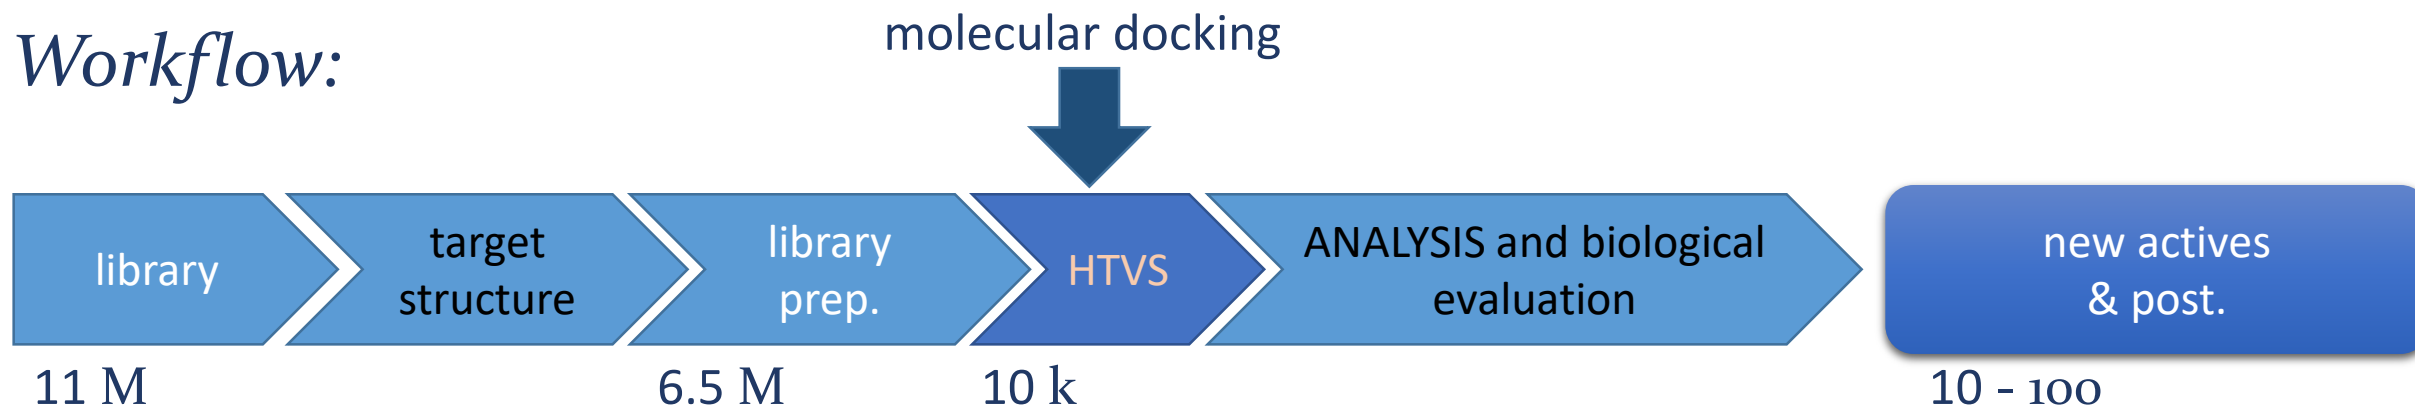 Workflow:
molecular docking
library
target
structure
library
prep.
HTVS
ANALYSIS and biological
evaluation
new actives
& post.
11 M
6.5 M
10 k
10 - 100